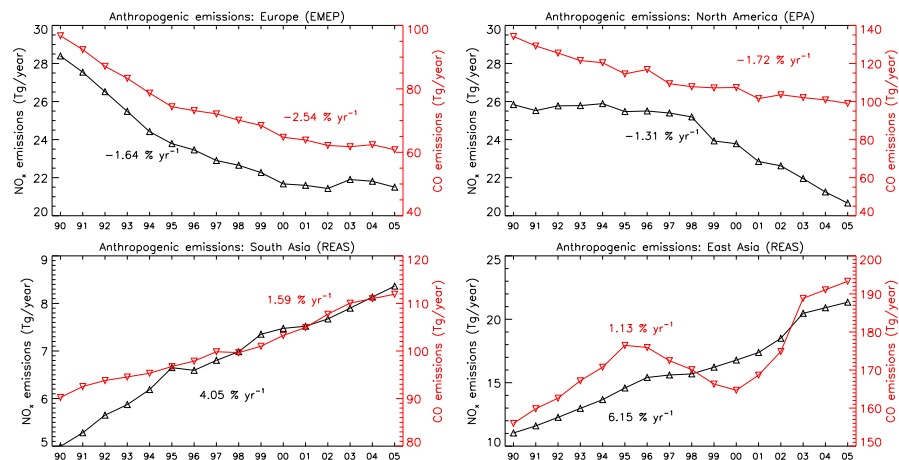 Anthropogenic emissions: Europe (EMEP)
30
28
26
24
22
20
NOx emissions (Tg/year)
100
80
60
40
CO emissions (Tg/year)
−2.54 % yr⁻¹
−1.64 % yr⁻¹
90 91 92 93 94 95 96 97 98 99 00 01 02 03 04 05
Anthropogenic emissions: North America (EPA)
30
28
26
24
22
20
NOx emissions (Tg/year)
140
120
100
80
60
40
CO emissions (Tg/year)
−1.72 % yr⁻¹
−1.31 % yr⁻¹
90 91 92 93 94 95 96 97 98 99 00 01 02 03 04 05
Anthropogenic emissions: South Asia (REAS)
9
8
7
6
5
NOx emissions (Tg/year)
120
110
100
90
80
CO emissions (Tg/year)
1.59 % yr⁻¹
4.05 % yr⁻¹
90 91 92 93 94 95 96 97 98 99 00 01 02 03 04 05
Anthropogenic emissions: East Asia (REAS)
25
20
15
10
NOx emissions (Tg/year)
200
190
180
170
160
150
CO emissions (Tg/year)
1.13 % yr⁻¹
6.15 % yr⁻¹
90 91 92 93 94 95 96 97 98 99 00 01 02 03 04 05